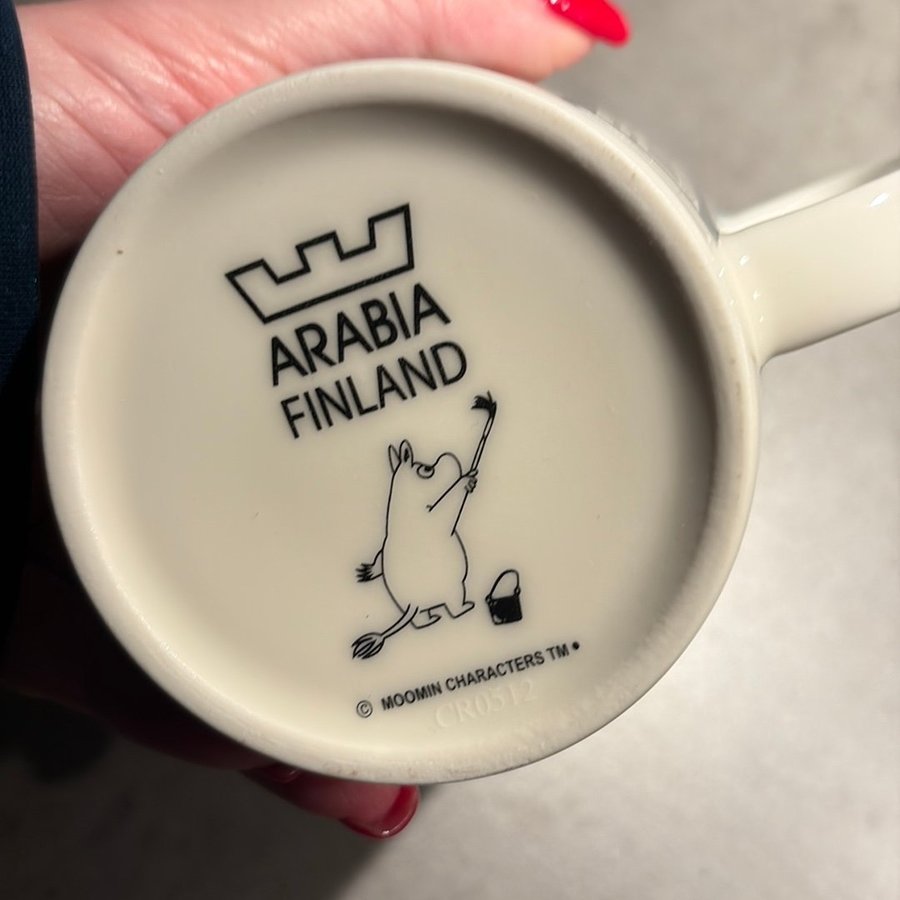 ARABIA
FINLAND
© MOOMIN CHARACTERS TM •
CR0512